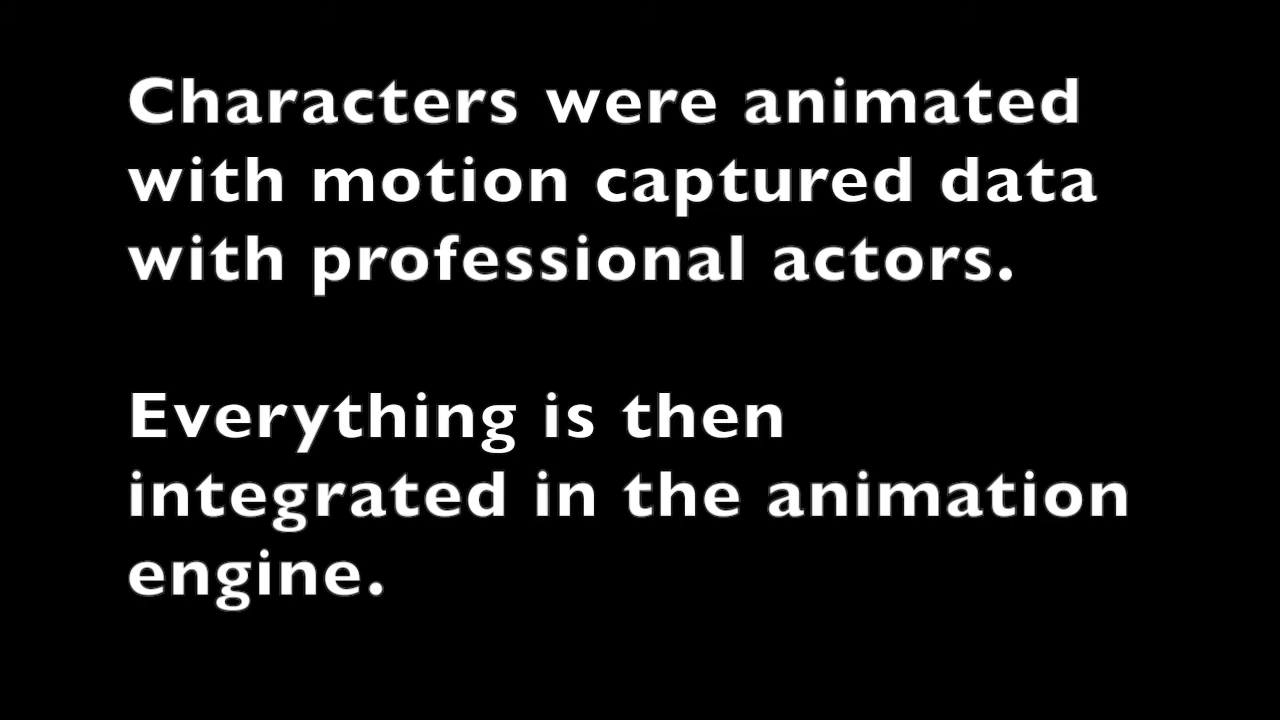 Characters were animated
with motion captured data
with professional actors.
Everything is then
integrated in the animation
engine.